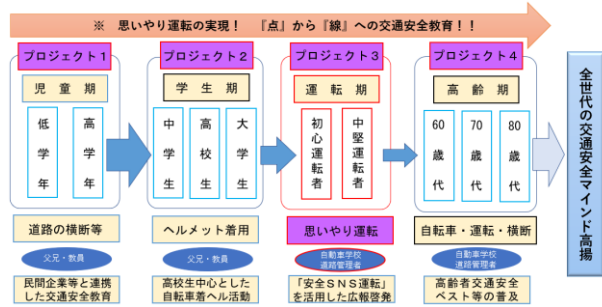 ※　思いやり運転の実現！　『点』から『線』への交通安全教育！！
プロジェクト１
児　童　期
低学年
高学年
道路の横断等
父兄・教員
民間企業等と連携
した交通安全教育
プロジェクト２
学　生　期
中学生
高校生
大学生
ヘルメット着用
父兄・教員
高校生中心とした
自転車着ヘル活動
プロジェクト３
運　転　期
初心運転者
中堅運転者
思いやり運転
自動車学校
道路管理者
「安全ＳＮＳ運転」
を活用した広報啓発
プロジェクト４
高　齢　期
60歳代
70歳代
80歳代
自転車・運転・横断
自動車学校
道路管理者
高齢者交通安全
ベスト等の普及
全世代の交通安全マインド高揚